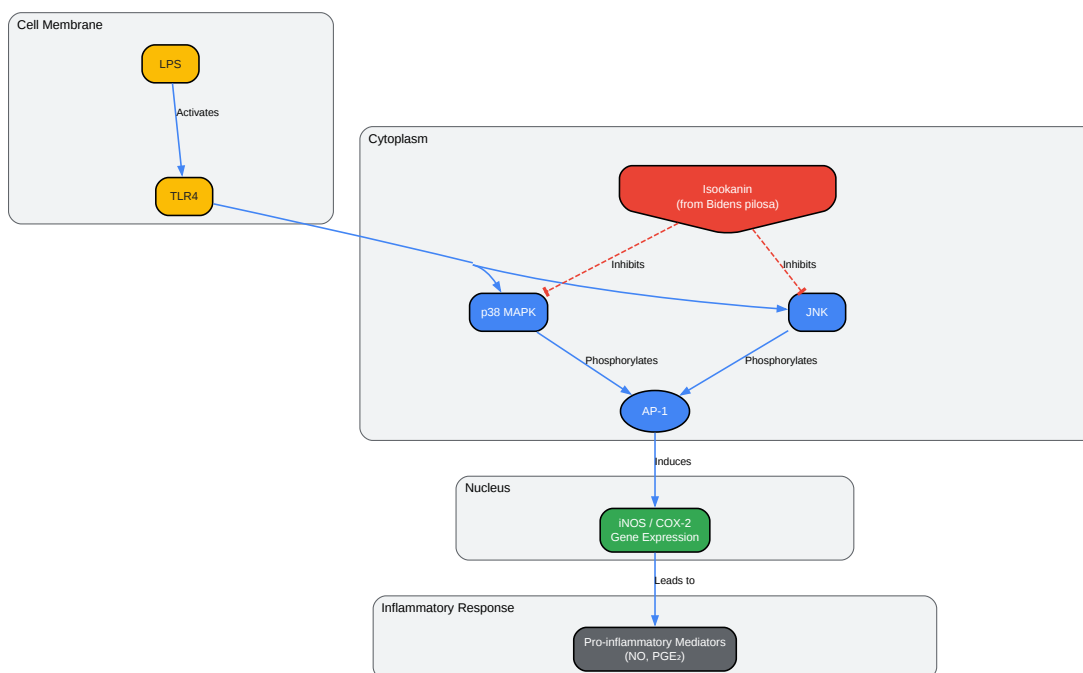 Cell Membrane
LPS
Activates
TLR4
Cytoplasm
Isookanin
(from Bidens pilosa)
Inhibits
Inhibits
p38 MAPK
JNK
Phosphorylates
Phosphorylates
AP-1
Induces
Nucleus
iNOS / COX-2
Gene Expression
Leads to
Inflammatory Response
Pro-inflammatory Mediators
(NO, PGE₂)